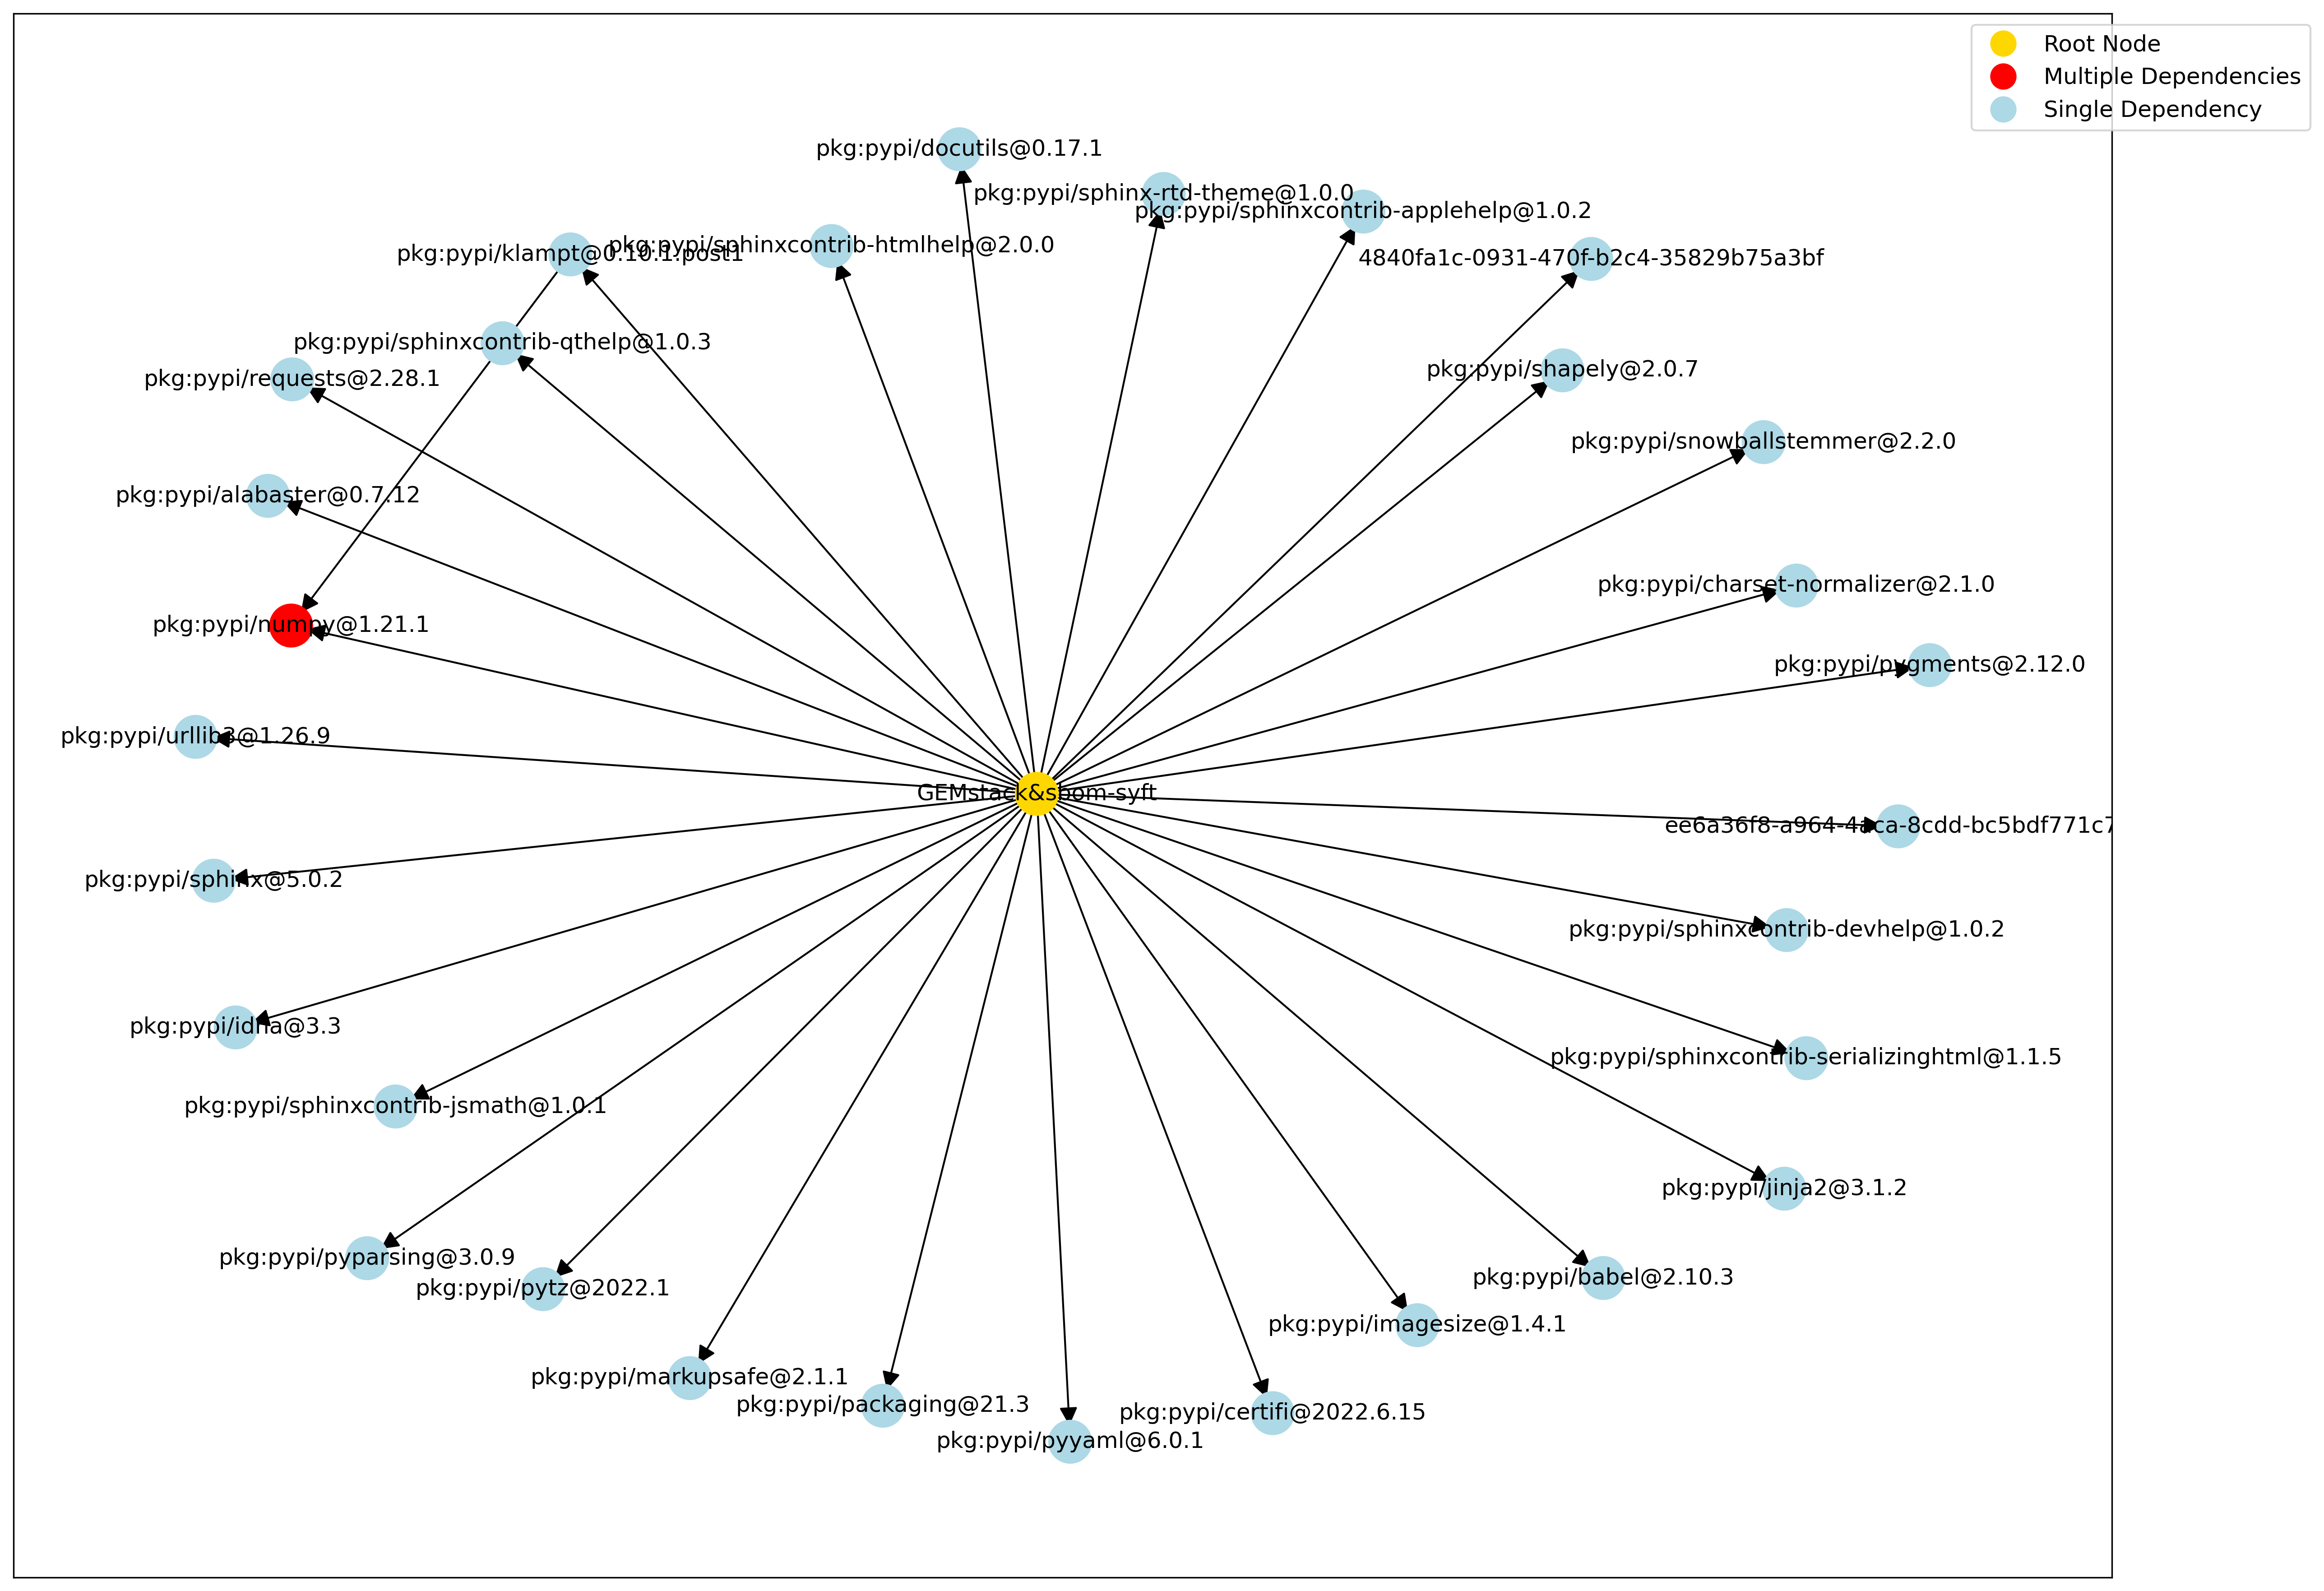 Root Node
Multiple Dependencies
Single Dependency
pkg:pypi/docutils@0.17.1
pkg:pypi/sphinx-rtd-theme@1.0.0
pkg:pypi/sphinxcontrib-applehelp@1.0.2
pkg:pypi/klampt@0.10.1.post1
pkg:pypi/sphinxcontrib-htmlhelp@2.0.0
4840fa1c-0931-470f-b2c4-35829b75a3bf
pkg:pypi/sphinxcontrib-qthelp@1.0.3
pkg:pypi/requests@2.28.1
pkg:pypi/shapely@2.0.7
pkg:pypi/snowballstemmer@2.2.0
pkg:pypi/alabaster@0.7.12
pkg:pypi/charset-normalizer@2.1.0
pkg:pypi/numpy@1.21.1
pkg:pypi/pygments@2.12.0
pkg:pypi/urllib3@1.26.9
GEMstack&sbom-syft
ee6a36f8-a964-4aca-8cdd-bc5bdf771c7
pkg:pypi/sphinx@5.0.2
pkg:pypi/sphinxcontrib-devhelp@1.0.2
pkg:pypi/idna@3.3
pkg:pypi/sphinxcontrib-serializinghtml@1.1.5
pkg:pypi/sphinxcontrib-jsmath@1.0.1
pkg:pypi/jinja2@3.1.2
pkg:pypi/pyparsing@3.0.9
pkg:pypi/pytz@2022.1
pkg:pypi/babel@2.10.3
pkg:pypi/imagesize@1.4.1
pkg:pypi/markupsafe@2.1.1
pkg:pypi/packaging@21.3
pkg:pypi/certifi@2022.6.15
pkg:pypi/pyyaml@6.0.1